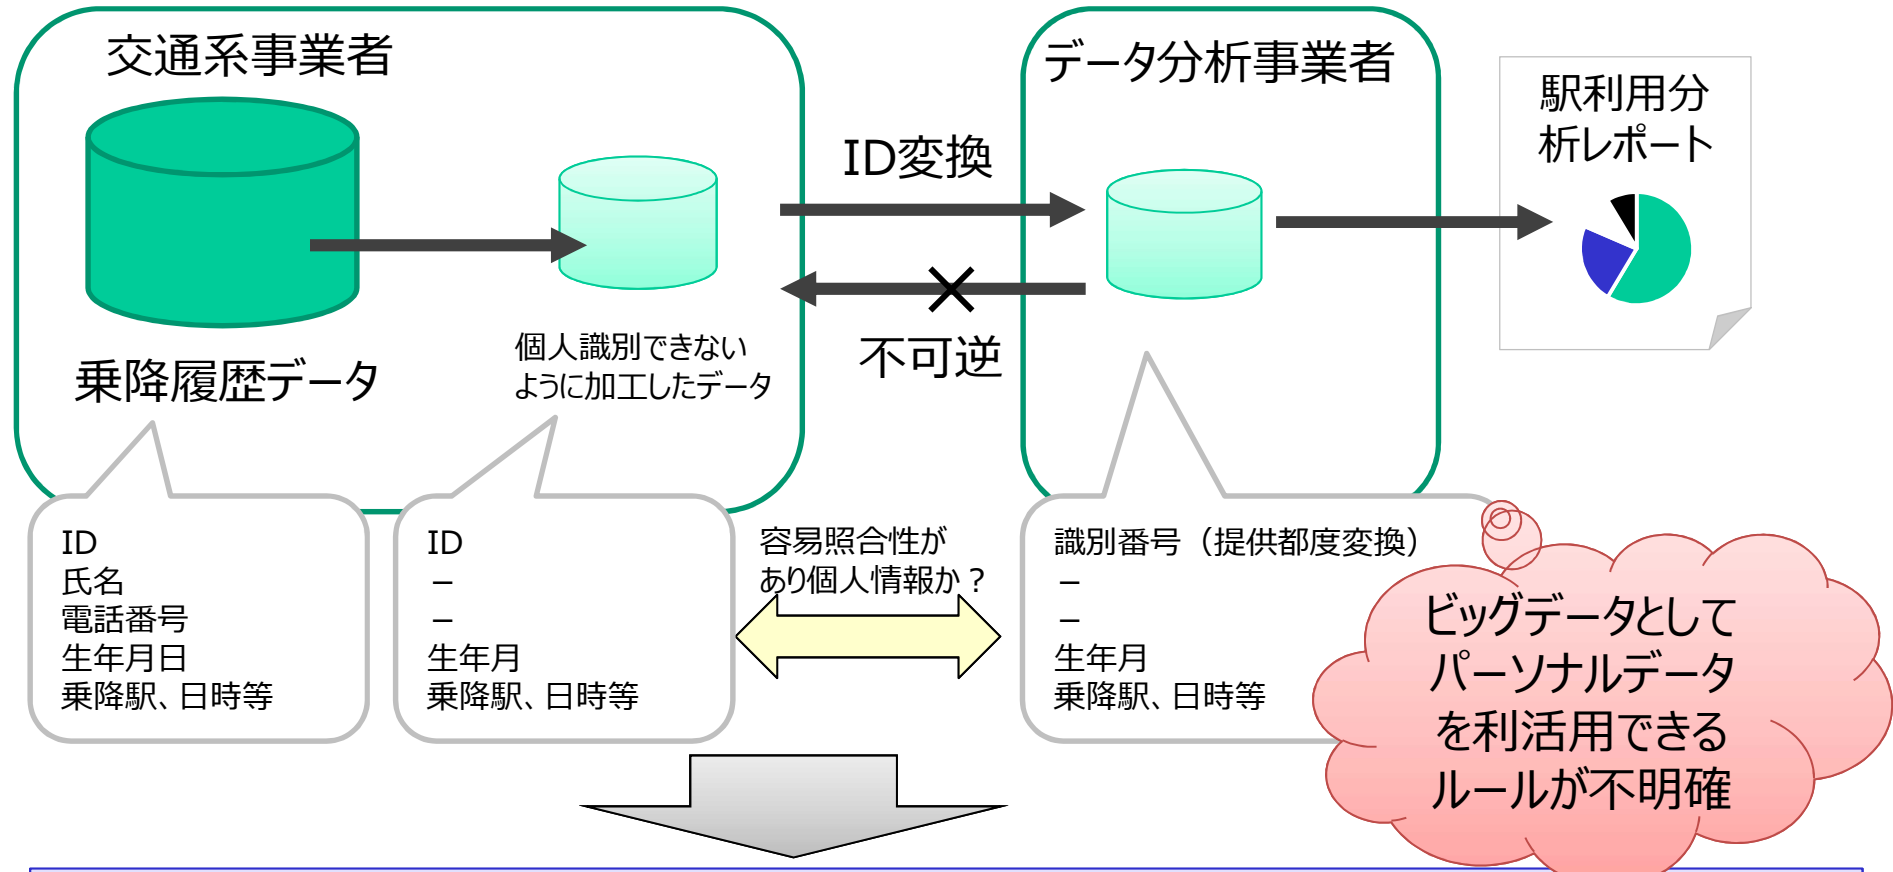 交通系事業者
データ分析事業者
駅利用分
析レポート
ID変換
不可逆
乗降履歴データ
個人識別できない
ように加工したデータ
ID
氏名
電話番号
生年月日
乗降駅、日時等
ID
－
－
生年月
乗降駅、日時等
容易照合性が
あり個人情報か？
識別番号（提供都度変換）
－
－
生年月
乗降駅、日時等
ビッグデータとして
パーソナルデータ
を利活用できる
ルールが不明確